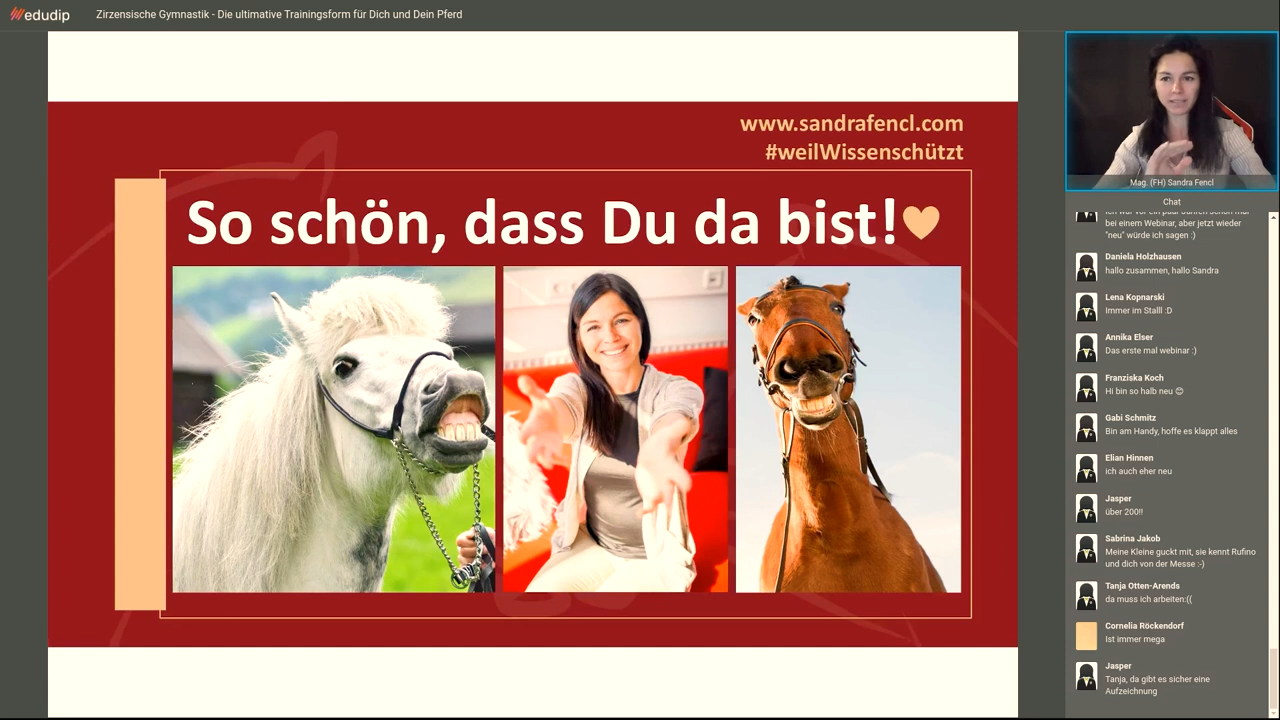 edudip
Zirzensische Gymnastik - Die ultimative Trainingsform für Dich und Dein Pferd
www.sandrafencl.com
#weilWissenschützt
So schön, dass Du da bist!
Mag. (FH) Sandra Fencl
Chat
bei einem Webinar, aber jetzt wieder
"neu" würde ich sagen :)
Daniela Holzhausen
hallo zusammen, hallo Sandra
Lena Kopnarski
Immer im Stalll :D
Annika Elser
Das erste mal webinar :)
Franziska Koch
Hi bin so halb neu 😊
Gabi Schmitz
Bin am Handy, hoffe es klappt alles
Elian Hinnen
ich auch eher neu
Jasper
über 200!!
Sabrina Jakob
Meine Kleine guckt mit, sie kennt Rufino
und dich von der Messe :-)
Tanja Otten-Arends
da muss ich arbeiten:((
Cornelia Röckendorf
Ist immer mega
Jasper
Tanja, da gibt es sicher eine
Aufzeichnung